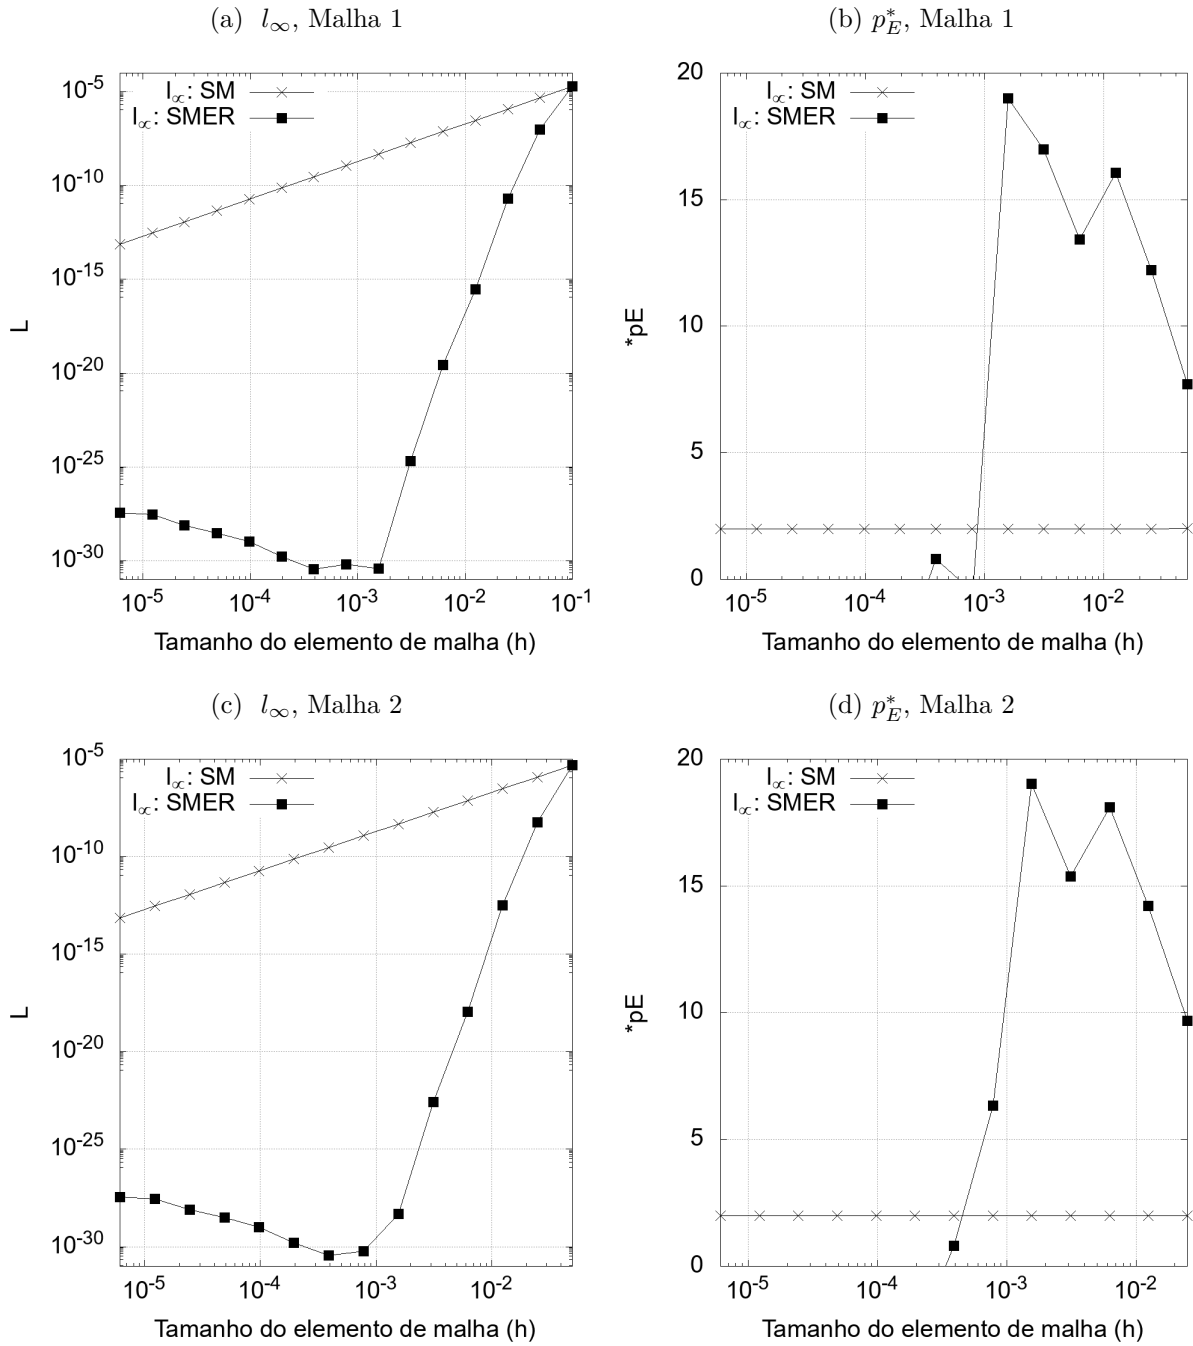 (a) l∞, Malha 1
10⁻⁵
10⁻¹⁰
10⁻¹⁵
10⁻²⁰
10⁻²⁵
10⁻³⁰
L
l∞: SM
l∞: SMER
10⁻⁵ 10⁻⁴ 10⁻³ 10⁻² 10⁻¹
Tamanho do elemento de malha (h)
(b) p*E, Malha 1
20
15
10
5
0
*pE
l∞: SM
l∞: SMER
10⁻⁵ 10⁻⁴ 10⁻³ 10⁻²
Tamanho do elemento de malha (h)
(c) l∞, Malha 2
10⁻⁵
10⁻¹⁰
10⁻¹⁵
10⁻²⁰
10⁻²⁵
10⁻³⁰
L
l∞: SM
l∞: SMER
10⁻⁵ 10⁻⁴ 10⁻³ 10⁻²
Tamanho do elemento de malha (h)
(d) p*E, Malha 2
20
15
10
5
0
*pE
l∞: SM
l∞: SMER
10⁻⁵ 10⁻⁴ 10⁻³ 10⁻²
Tamanho do elemento de malha (h)